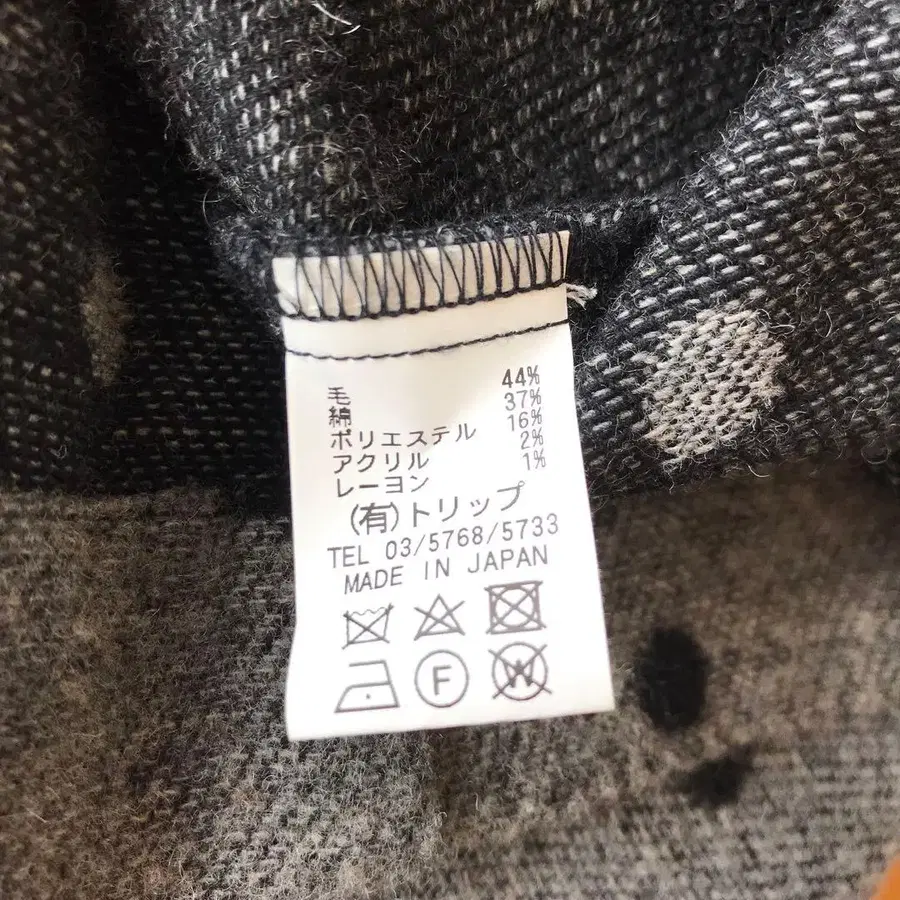 毛 44%
綿 37%
ポリエステル 16%
アクリル 2%
レーヨン 1%
(有)トリップ
TEL 03/5768/5733
MADE IN JAPAN
F W